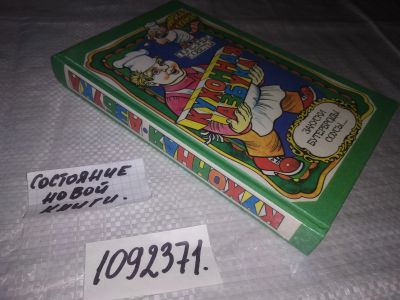 КУХОННАЯ
АЗБУКА
ЗАКУСКИ
БУТЕРБРОДЫ
СОУСЫ...
КУХОННАЯ·АЗБУКА
СОСТОЯНИЕ
НОВОЙ
КНИГИ.
1092371.